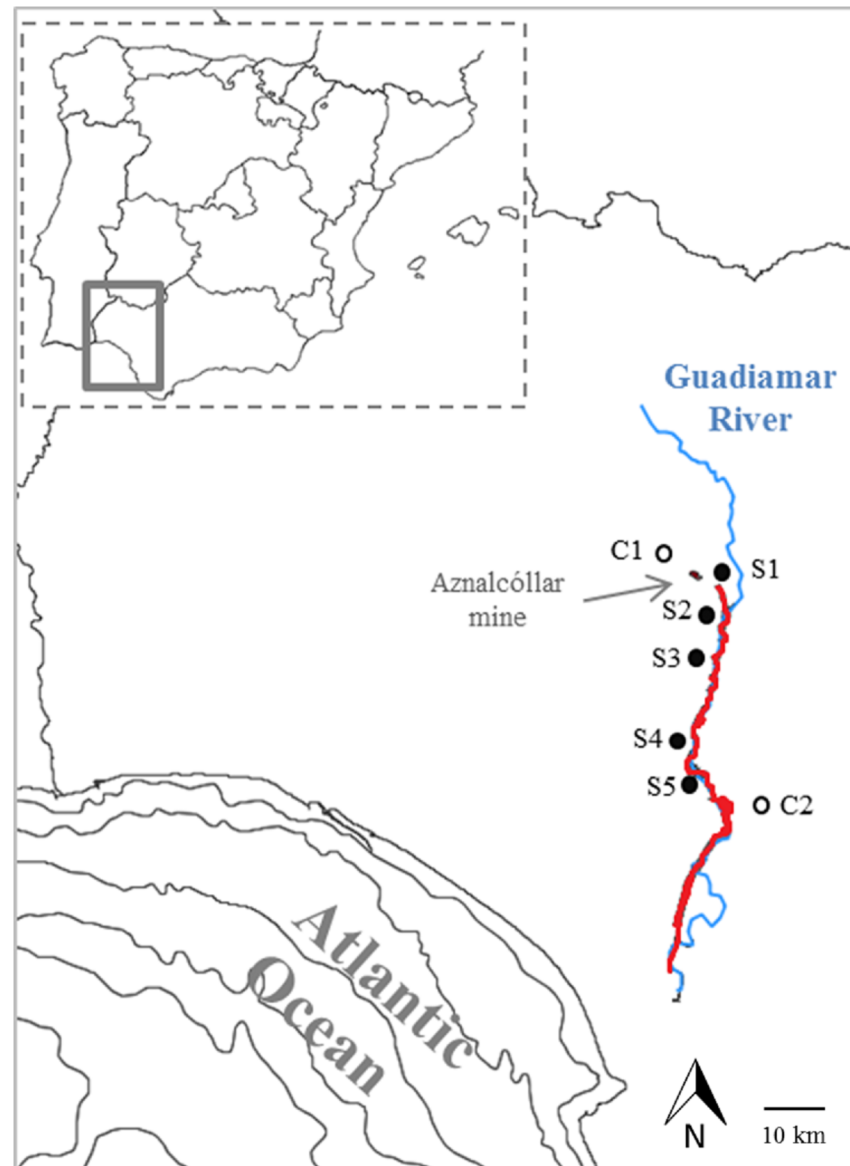 Guadiamar
River
C1
S1
Aznalcóllar
mine
S2
S3
S4
S5
C2
Atlantic
Ocean
N
10 km